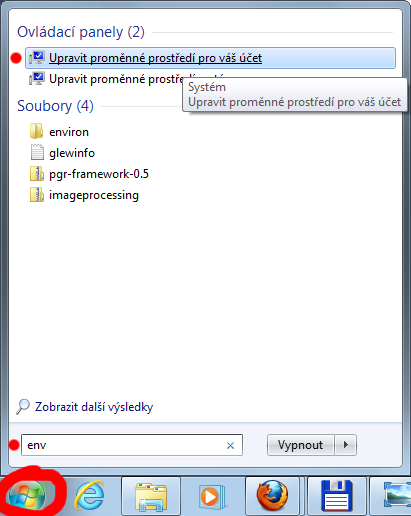 Ovládací panely (2)
Upravit proměnné prostředí pro váš účet
Upravit proměnné prostředí
Systém
Upravit proměnné prostředí pro váš účet
Soubory (4)
environ
glewinfo
pgr-framework-0.5
imageprocessing
Zobrazit další výsledky
env
Vypnout